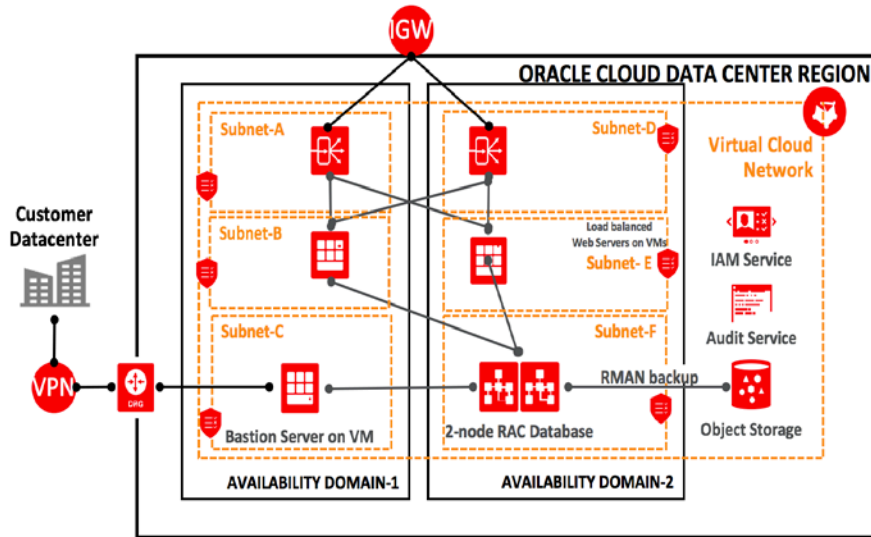 IGW
ORACLE CLOUD DATA CENTER REGION
Subnet-A
Subnet-D
Virtual Cloud
Network
Customer
Datacenter
Subnet-B
Load balanced
Web Servers on VMs
Subnet- E
IAM Service
Subnet-C
Subnet-F
Audit Service
VPN
DRG
RMAN backup
Bastion Server on VM
2-node RAC Database
Object Storage
AVAILABILITY DOMAIN-1
AVAILABILITY DOMAIN-2